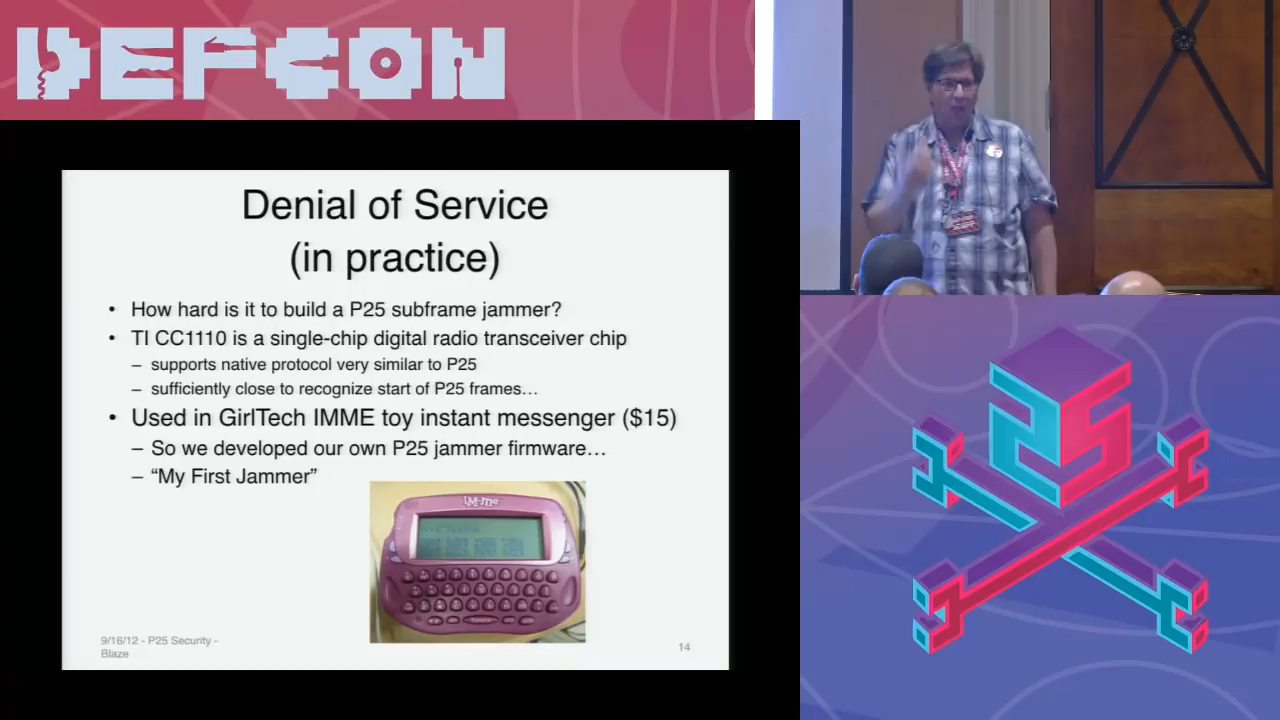 DEFCON
Denial of Service
(in practice)
• How hard is it to build a P25 subframe jammer?
• TI CC1110 is a single-chip digital radio transceiver chip
– supports native protocol very similar to P25
– sufficiently close to recognize start of P25 frames…
• Used in GirlTech IMME toy instant messenger ($15)
– So we developed our own P25 jammer firmware…
– “My First Jammer”
IM-me
9/16/12 - P25 Security -
Blaze
14
25